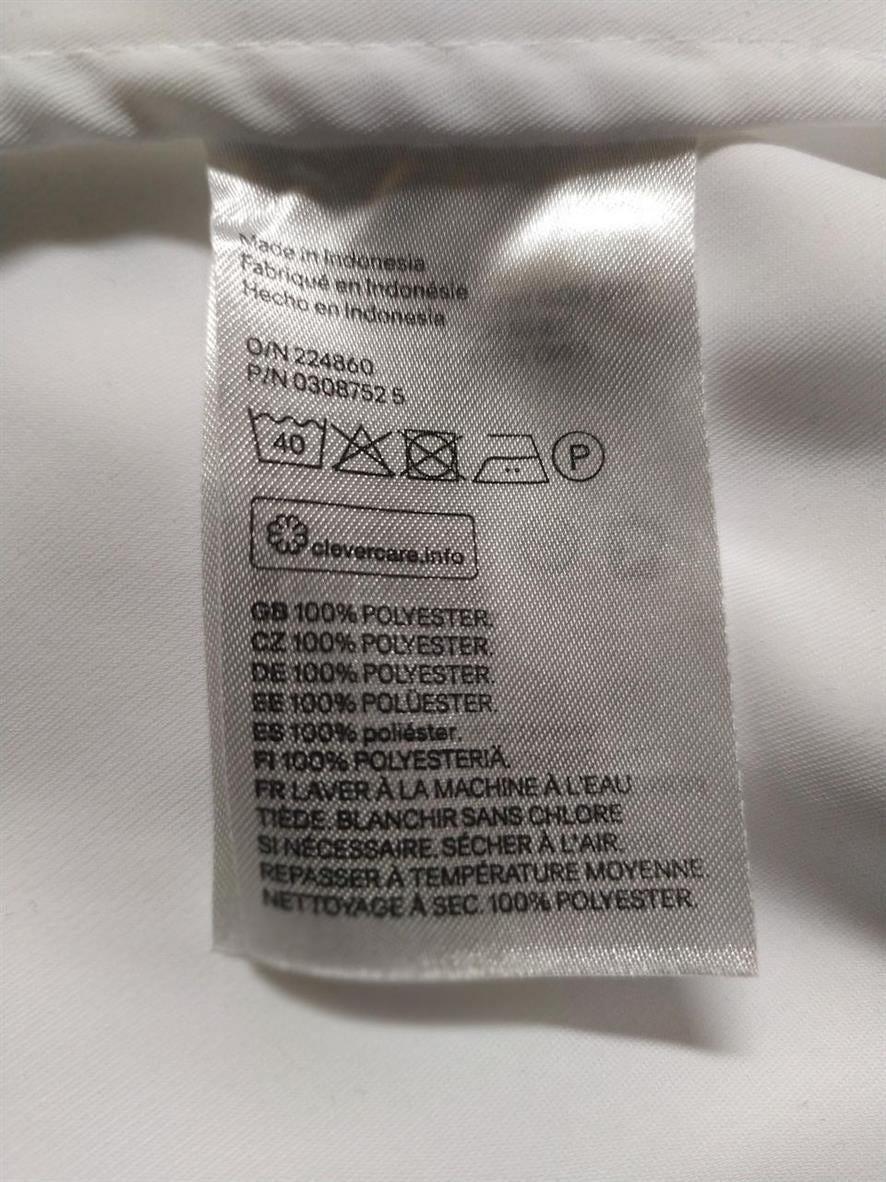 Made in Indonesia
Fabriqué en Indonésie
Hecho en Indonesia
O/N 224860
P/N 0308752 5
40 P
clevercare.info
GB 100% POLYESTER.
CZ 100% POLYESTER.
DE 100% POLYESTER.
EE 100% POLÜESTER.
ES 100% poliéster.
FI 100% POLYESTERIÄ.
FR LAVER À LA MACHINE À L'EAU
TIÈDE. BLANCHIR SANS CHLORE
SI NÉCESSAIRE. SÉCHER À L'AIR.
REPASSER À TEMPÉRATURE MOYENNE.
NETTOYAGE À SEC. 100% POLYESTER.